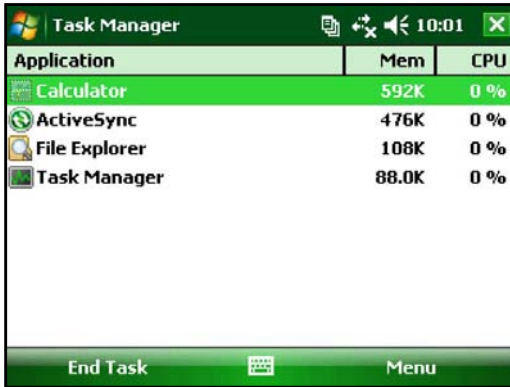 Task Manager 10:01
Application Mem CPU
Calculator 592K 0 %
ActiveSync 476K 0 %
File Explorer 108K 0 %
Task Manager 88.0K 0 %
End Task Menu